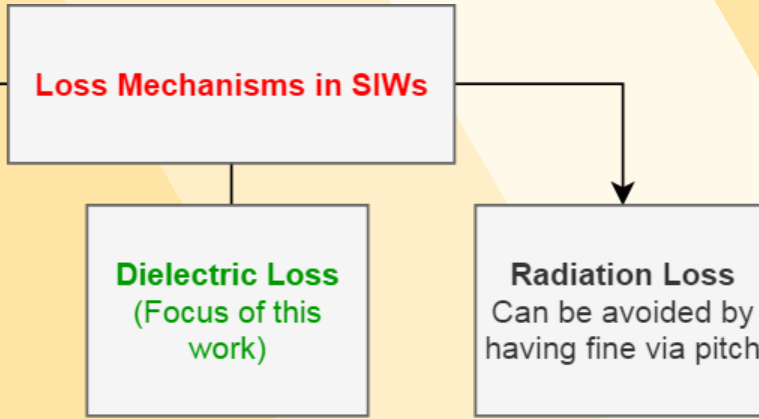 Loss Mechanisms in SIWs
Dielectric Loss
(Focus of this
work)
Radiation Loss
Can be avoided by
having fine via pitch